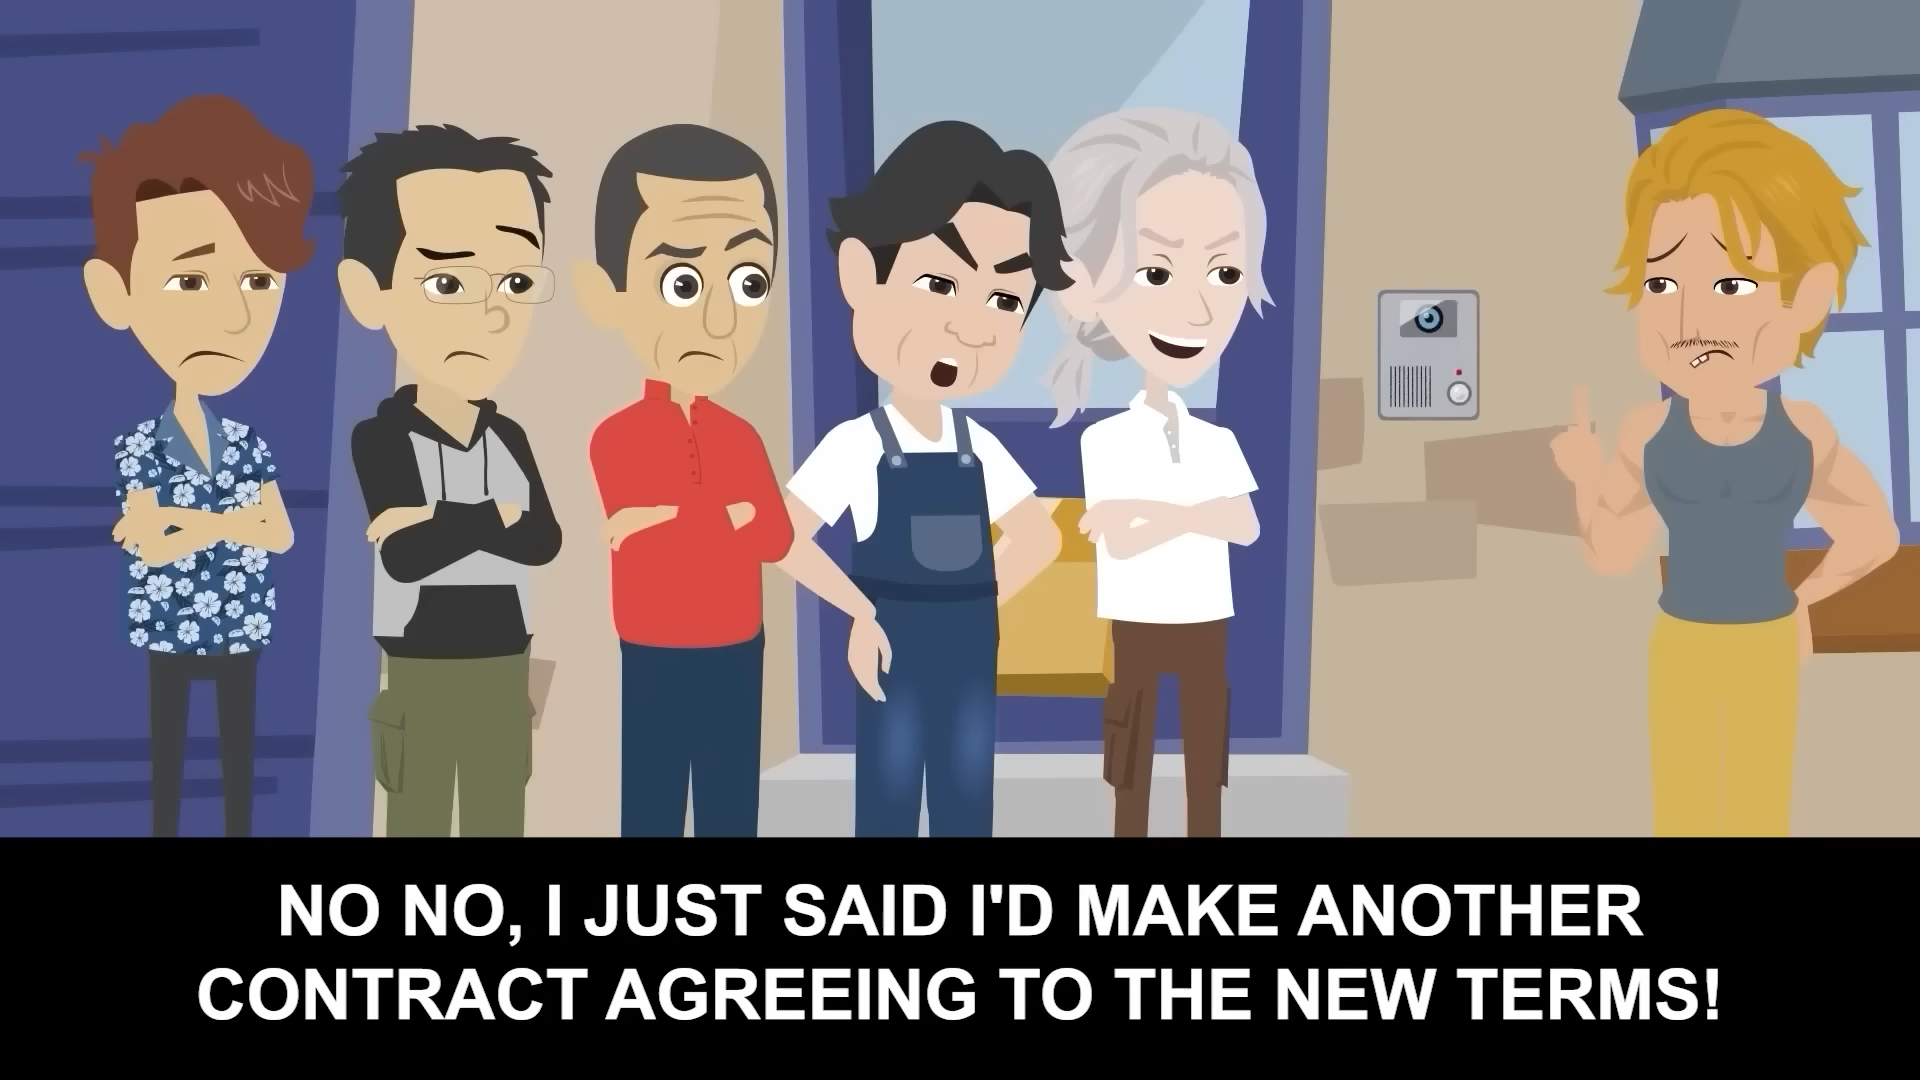 NO NO, I JUST SAID I'D MAKE ANOTHER
CONTRACT AGREEING TO THE NEW TERMS!